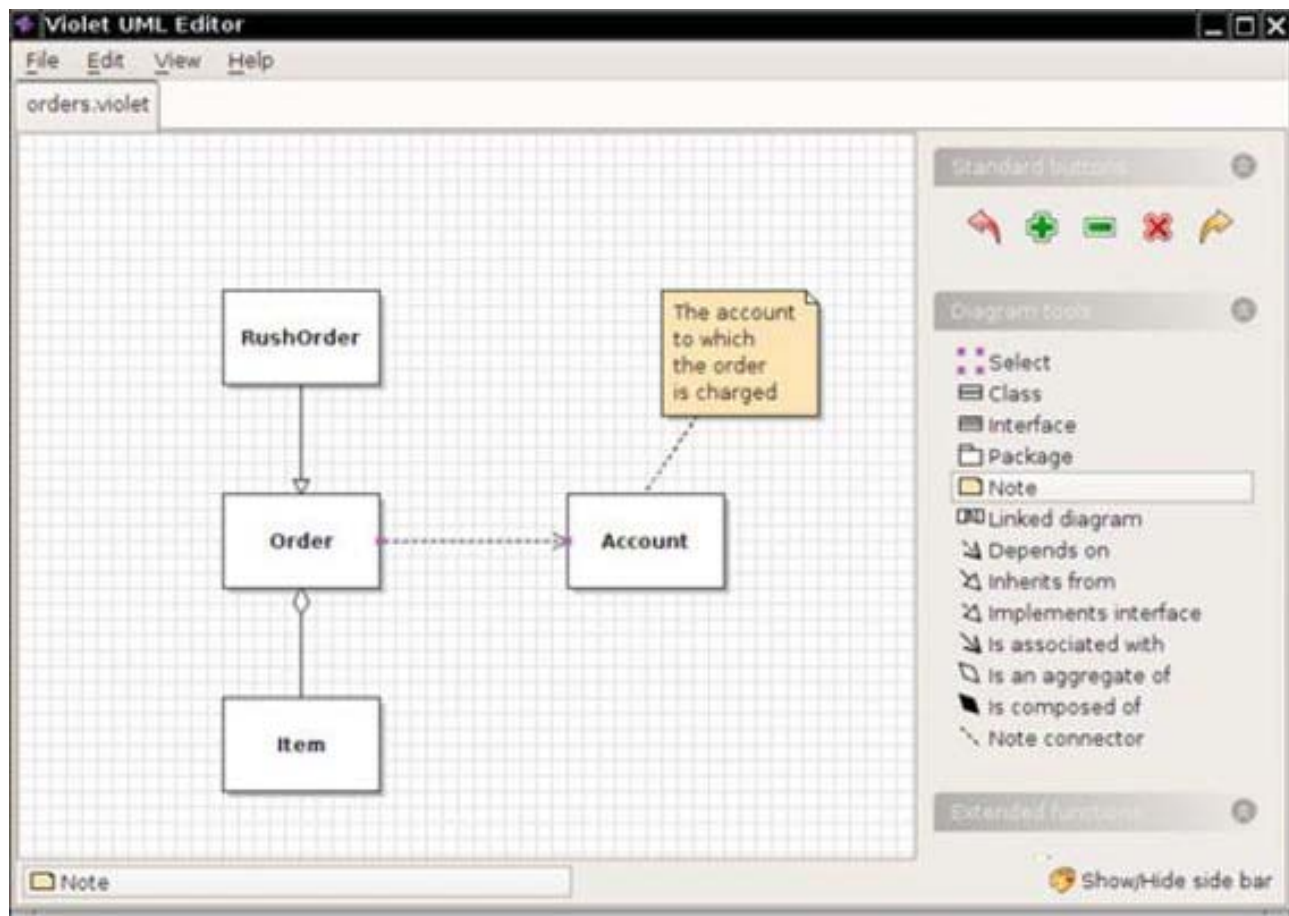 Violet UML Editor
File Edit View Help
orders.violet
Standard buttons
RushOrder
The account
to which
the order
is charged
Diagram tools
Select
Class
Interface
Package
Note
Linked diagram
Depends on
Inherits from
Implements interface
Is associated with
Is an aggregate of
Is composed of
Note connector
Order
Account
Item
Extended functions
Note
Show/Hide side bar